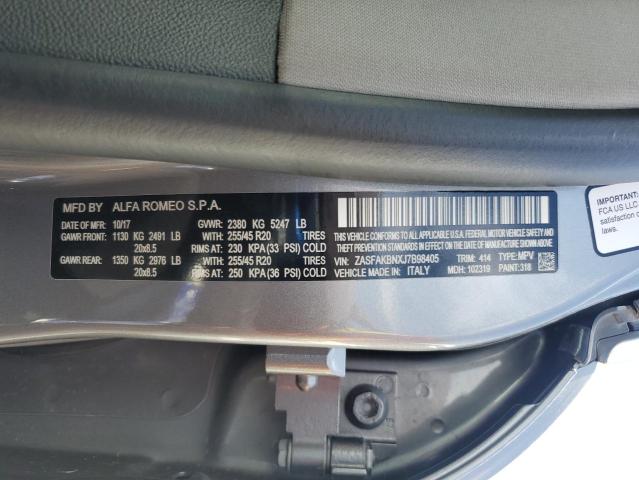 MFD BY ALFA ROMEO S.P.A.
DATE OF MFR: 10/17 GVWR: 2380 KG 5247 LB
GAWR FRONT: 1130 KG 2491 LB WITH: 255/45 R20 TIRES
20x8.5 RIMS AT: 230 KPA (33 PSI) COLD
GAWR REAR: 1350 KG 2976 LB WITH: 255/45 R20 TIRES
20x8.5 RIMS AT: 250 KPA (36 PSI) COLD
THIS VEHICLE CONFORMS TO ALL APPLICABLE U.S.A. FEDERAL MOTOR VEHICLE
SAFETY, BUMPER, AND THEFT PREVENTION STANDARDS IN EFFECT ON
THE DATE OF MANUFACTURE SHOWN ABOVE.
VIN: ZASFAKBNXJ7B98405 TRIM: 414 TYPE: MPV
VEHICLE MADE IN: ITALY MDH: 102319 PAINT: 318
IMPORTANT:
FCA US LLC
satisfaction
laws.